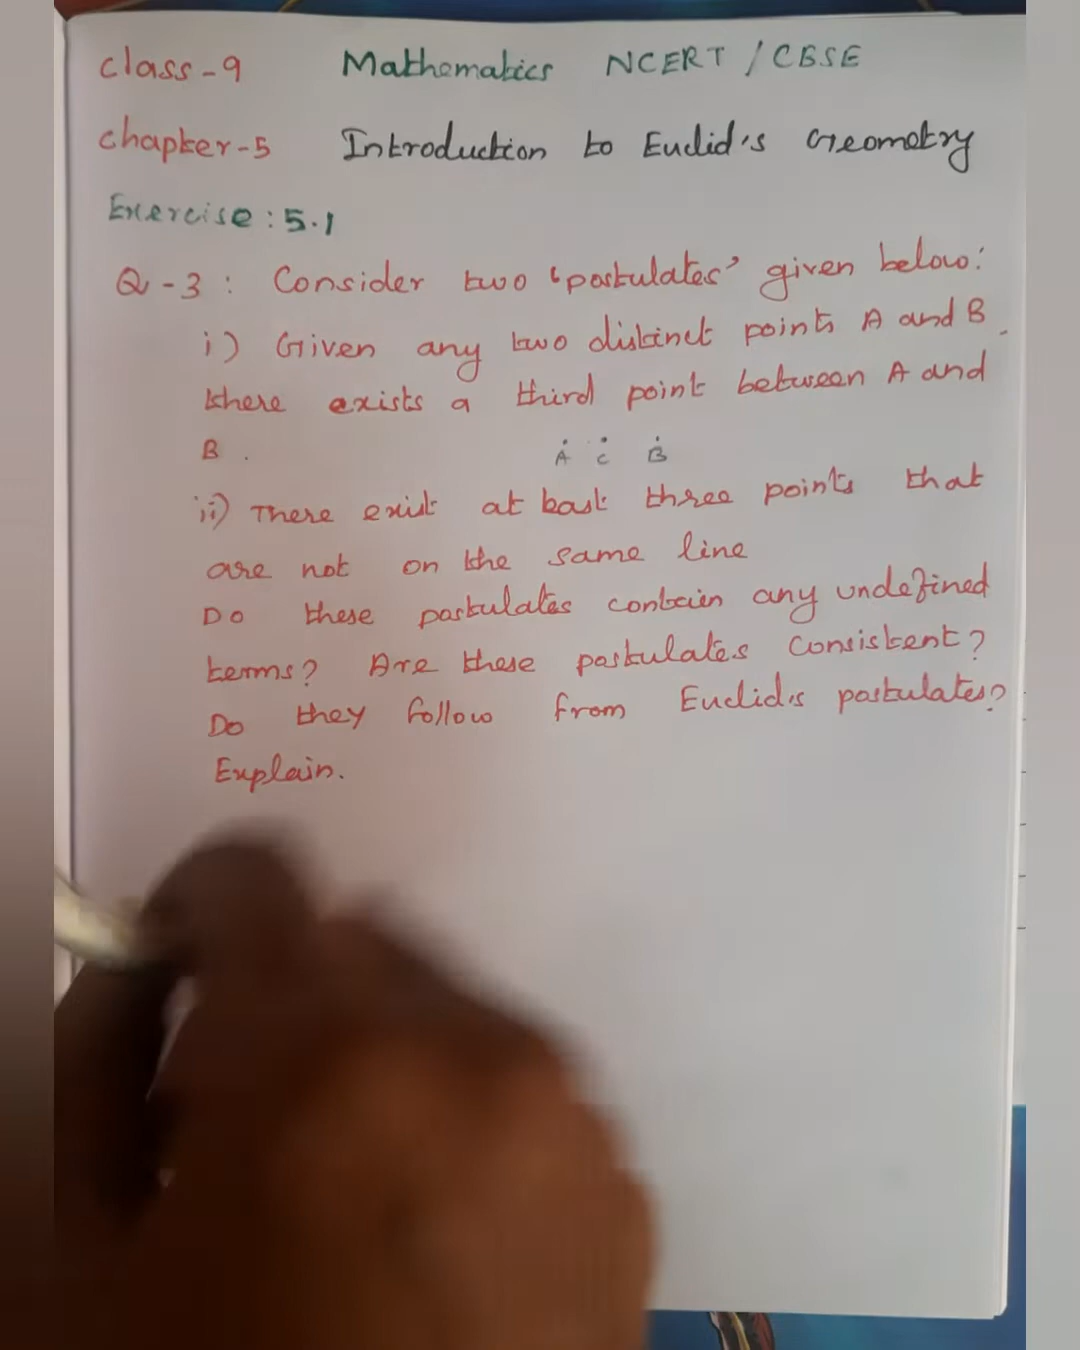 Class-9 Mathematics NCERT / CBSE
Chapter-5 Introduction to Euclid's Geometry
Exercise: 5.1
Q-3: Consider two 'postulates' given below:
i) Given any two distinct points A and B,
there exists a third point between A and
B.
A C B
ii) There exist at least three points that
are not on the same line
Do these postulates contain any undefined
terms? Are these postulates consistent?
Do they follow from Euclid's postulates?
Explain.